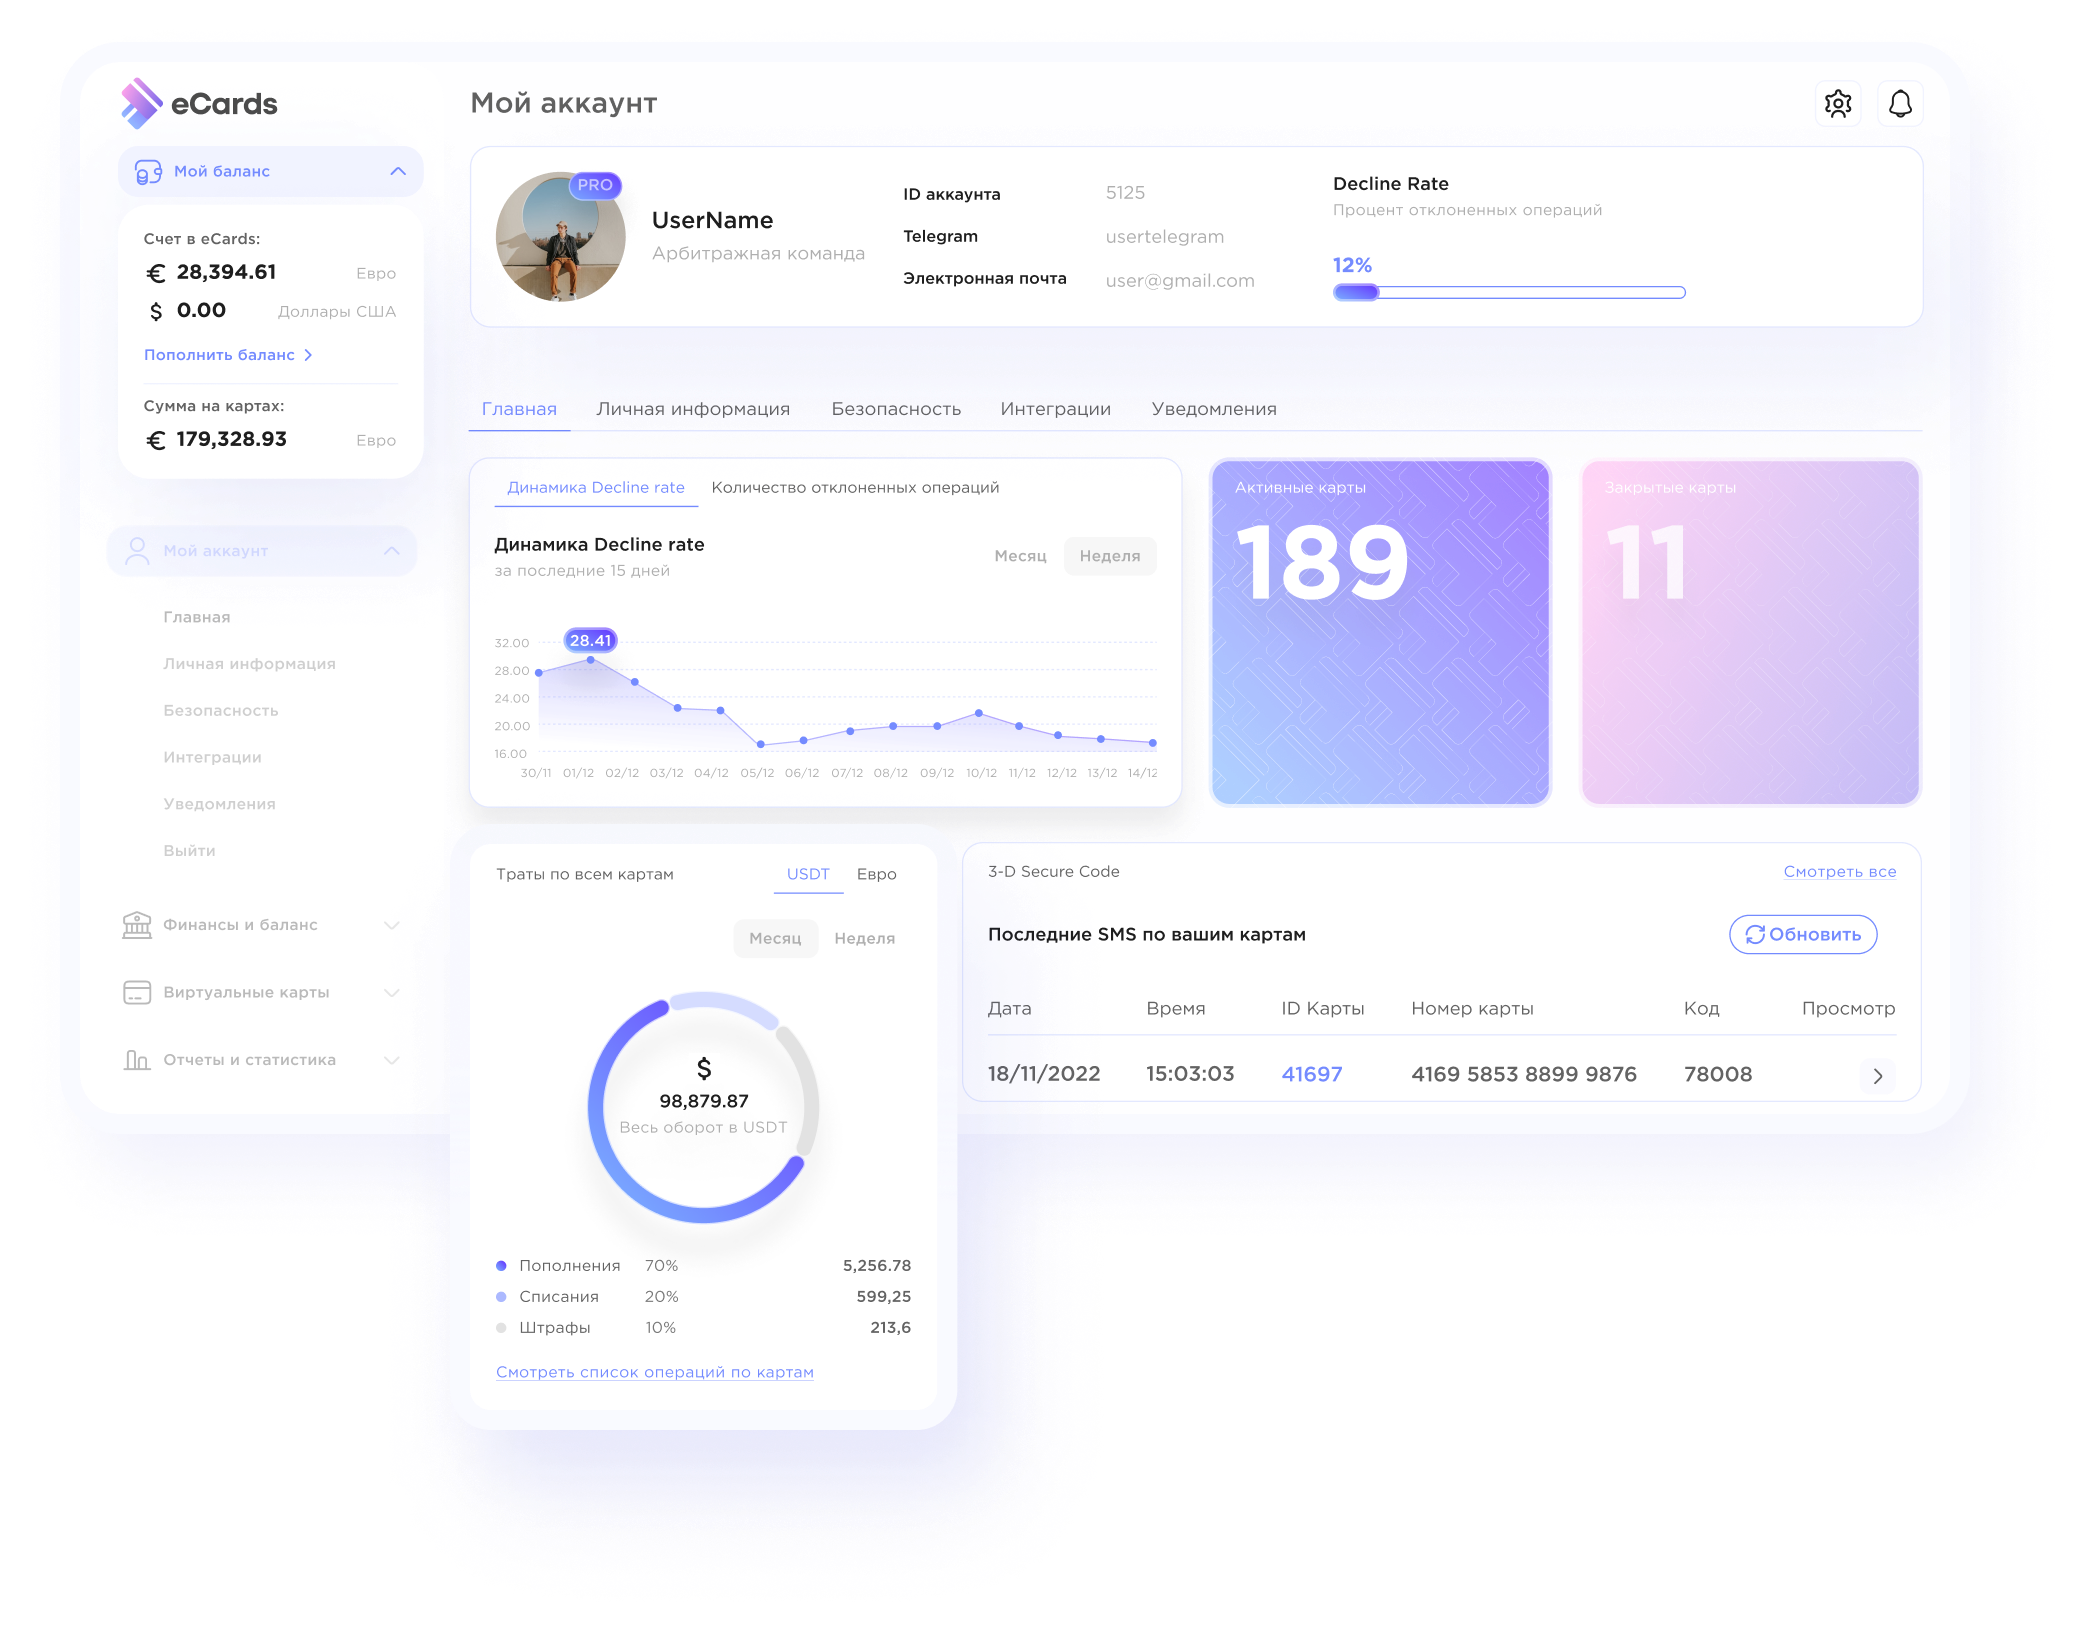 eCards
Мой баланс
Счет в eCards:
€ 28,394.61 Евро
$ 0.00 Доллары США
Пополнить баланс
Сумма на картах:
€ 179,328.93 Евро
Мой аккаунт
Главная
Личная информация
Безопасность
Интеграции
Уведомления
Выйти
Финансы и баланс
Виртуальные карты
Отчеты и статистика
Мой аккаунт
PRO
UserName
Арбитражная команда
ID аккаунта 5125
Telegram usertelegram
Электронная почта user@gmail.com
Decline Rate
Процент отклоненных операций
12%
Главная Личная информация Безопасность Интеграции Уведомления
Динамика Decline rate Количество отклоненных операций
Динамика Decline rate
за последние 15 дней
Месяц Неделя
28.41
32.00
28.00
24.00
20.00
16.00
30/11 01/12 02/12 03/12 04/12 05/12 06/12 07/12 08/12 09/12 10/12 11/12 12/12 13/12 14/12
Активные карты
189
Закрытые карты
11
Траты по всем картам USDT Евро
Месяц Неделя
$
98,879.87
Весь оборот в USDT
Пополнения 70% 5,256.78
Списания 20% 599,25
Штрафы 10% 213,6
Смотреть список операций по картам
3-D Secure Code Смотреть все
Последние SMS по вашим картам Обновить
Дата Время ID Карты Номер карты Код Просмотр
18/11/2022 15:03:03 41697 4169 5853 8899 9876 78008